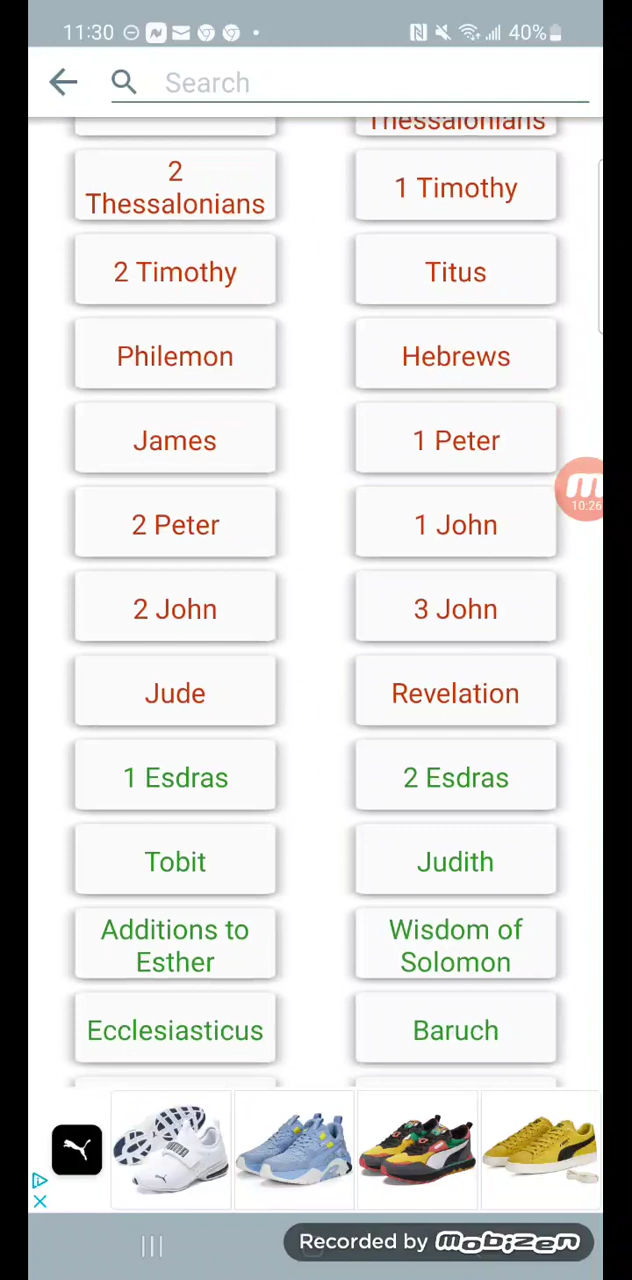 11:30
40%
Search
Thessalonians
2
Thessalonians
1 Timothy
2 Timothy
Titus
Philemon
Hebrews
James
1 Peter
10:26
2 Peter
1 John
2 John
3 John
Jude
Revelation
1 Esdras
2 Esdras
Tobit
Judith
Additions to
Esther
Wisdom of
Solomon
Ecclesiasticus
Baruch
Recorded by mobizen